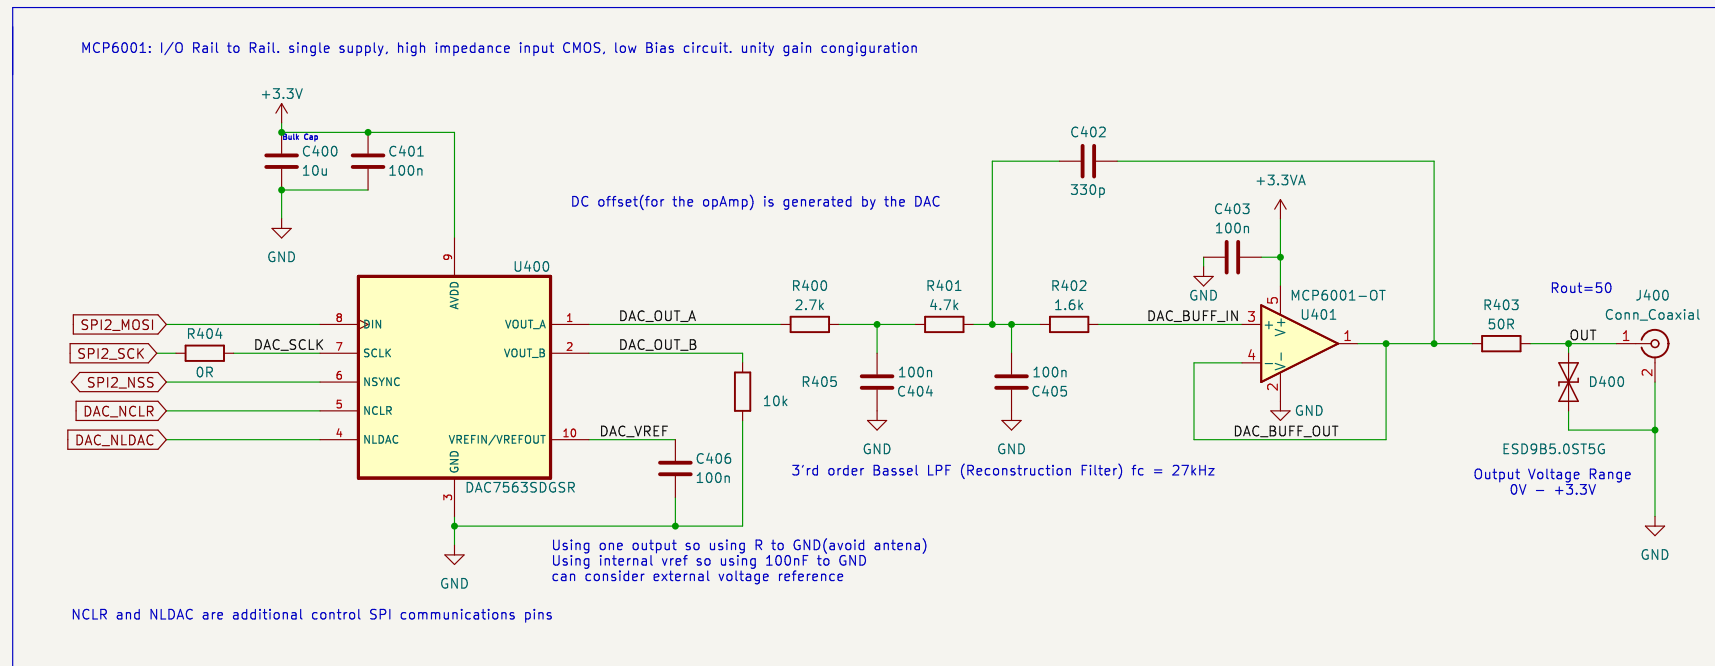 MCP6001: I/O Rail to Rail. single supply, high impedance input CMOS, low Bias circuit. unity gain congiguration
+3.3V
Bulk Cap
C400
10u
C401
100n
GND
C402
330p
DC offset(for the opAmp) is generated by the DAC
+3.3VA
C403
100n
GND
9
U400
AVDD
SPI2_MOSI
8
DIN
VOUT_A
1
DAC_OUT_A
R404
SPI2_SCK
0R
DAC_SCLK
7
SCLK
VOUT_B
2
DAC_OUT_B
SPI2_NSS
6
NSYNC
DAC_NCLR
5
NCLR
DAC_NLDAC
4
NLDAC
VREFIN/VREFOUT
10
DAC_VREF
GND
3
DAC7563SDGSR
R405
10k
C406
100n
GND
R400
2.7k
R401
4.7k
R402
1.6k
100n
C404
GND
100n
C405
GND
DAC_BUFF_IN
3
+
4
-
5
V+
V-
2
MCP6001-OT
U401
1
GND
DAC_BUFF_OUT
R403
50R
Rout=50
J400
Conn_Coaxial
OUT
1
2
D400
ESD9B5.0ST5G
Output Voltage Range
0V - +3.3V
GND
3'rd order Bassel LPF (Reconstruction Filter) fc = 27kHz
Using one output so using R to GND(avoid antena)
Using internal vref so using 100nF to GND
can consider external voltage reference
NCLR and NLDAC are additional control SPI communications pins